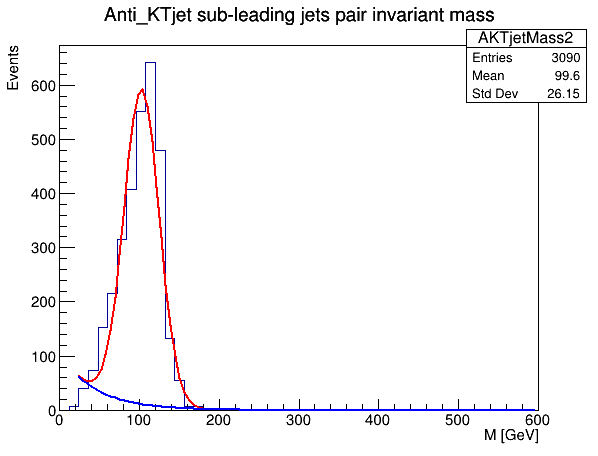 Anti_KTjet sub-leading jets pair invariant mass
AKTjetMass2
Entries 3090
Mean 99.6
Std Dev 26.15
Events
600
500
400
300
200
100
0
0 100 200 300 400 500 600
M [GeV]